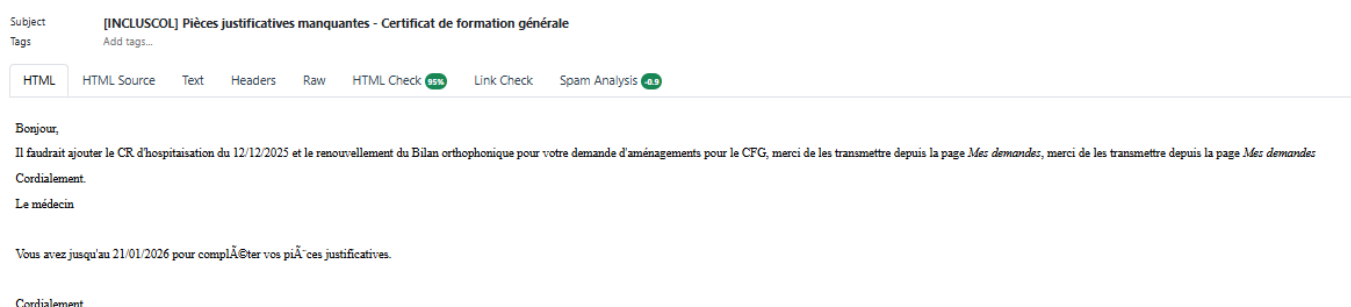 Subject [INCLUSCOL] Pièces justificatives manquantes - Certificat de formation générale
Tags Add tags...
HTML HTML Source Text Headers Raw HTML Check 95% Link Check Spam Analysis -0.9
Bonjour,
Il faudrait ajouter le CR d'hospitaisation du 12/12/2025 et le renouvellement du Bilan orthophonique pour votre demande d'aménagements pour le CFG, merci de les transmettre depuis la page Mes demandes, merci de les transmettre depuis la page Mes demandes
Cordialement.
Le médecin
Vous avez jusqu'au 21/01/2026 pour complÃ©ter vos piÃ¨ces justificatives.
Cordialement